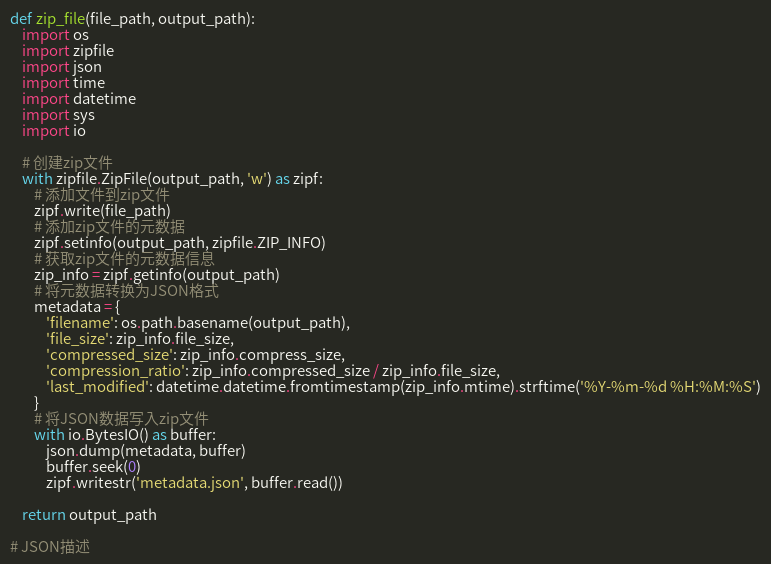 def zip_file(file_path, output_path):
    import os
    import zipfile
    import json
    import time
    import datetime
    import sys
    import io

    # 创建zip文件
    with zipfile.ZipFile(output_path, 'w') as zipf:
        # 添加文件到zip文件
        zipf.write(file_path)
        # 添加zip文件的元数据
        zipf.setinfo(output_path, zipfile.ZIP_INFO)
        # 获取zip文件的元数据信息
        zip_info = zipf.getinfo(output_path)
        # 将元数据转换为JSON格式
        metadata = {
            'filename': os.path.basename(output_path),
            'file_size': zip_info.file_size,
            'compressed_size': zip_info.compress_size,
            'compression_ratio': zip_info.compressed_size / zip_info.file_size,
            'last_modified': datetime.datetime.fromtimestamp(zip_info.mtime).strftime('%Y-%m-%d %H:%M:%S')
        }
        # 将JSON数据写入zip文件
        with io.BytesIO() as buffer:
            json.dump(metadata, buffer)
            buffer.seek(0)
            zipf.writestr('metadata.json', buffer.read())

    return output_path

# JSON描述